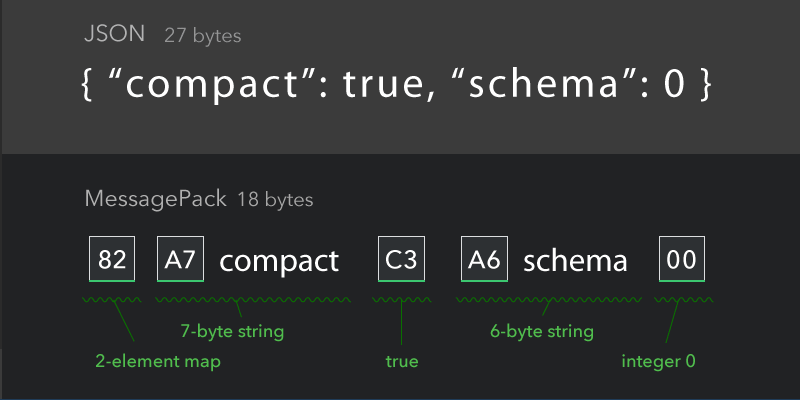 JSON 27 bytes
{ “compact”: true, “schema”: 0 }
MessagePack 18 bytes
82 A7 compact C3 A6 schema 00
7-byte string 6-byte string
2-element map true integer 0